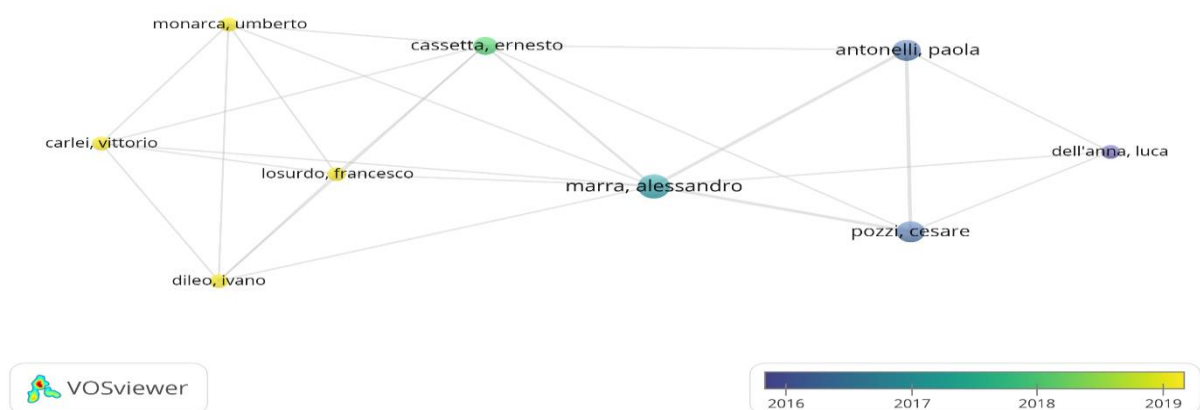 monarca, umberto
cassetta, ernesto
antonelli, paola
carlei, vittorio
dell'anna, luca
losurdo, francesco
marra, alessandro
pozzi, cesare
dileo, ivano
VOSviewer
2016 2017 2018 2019